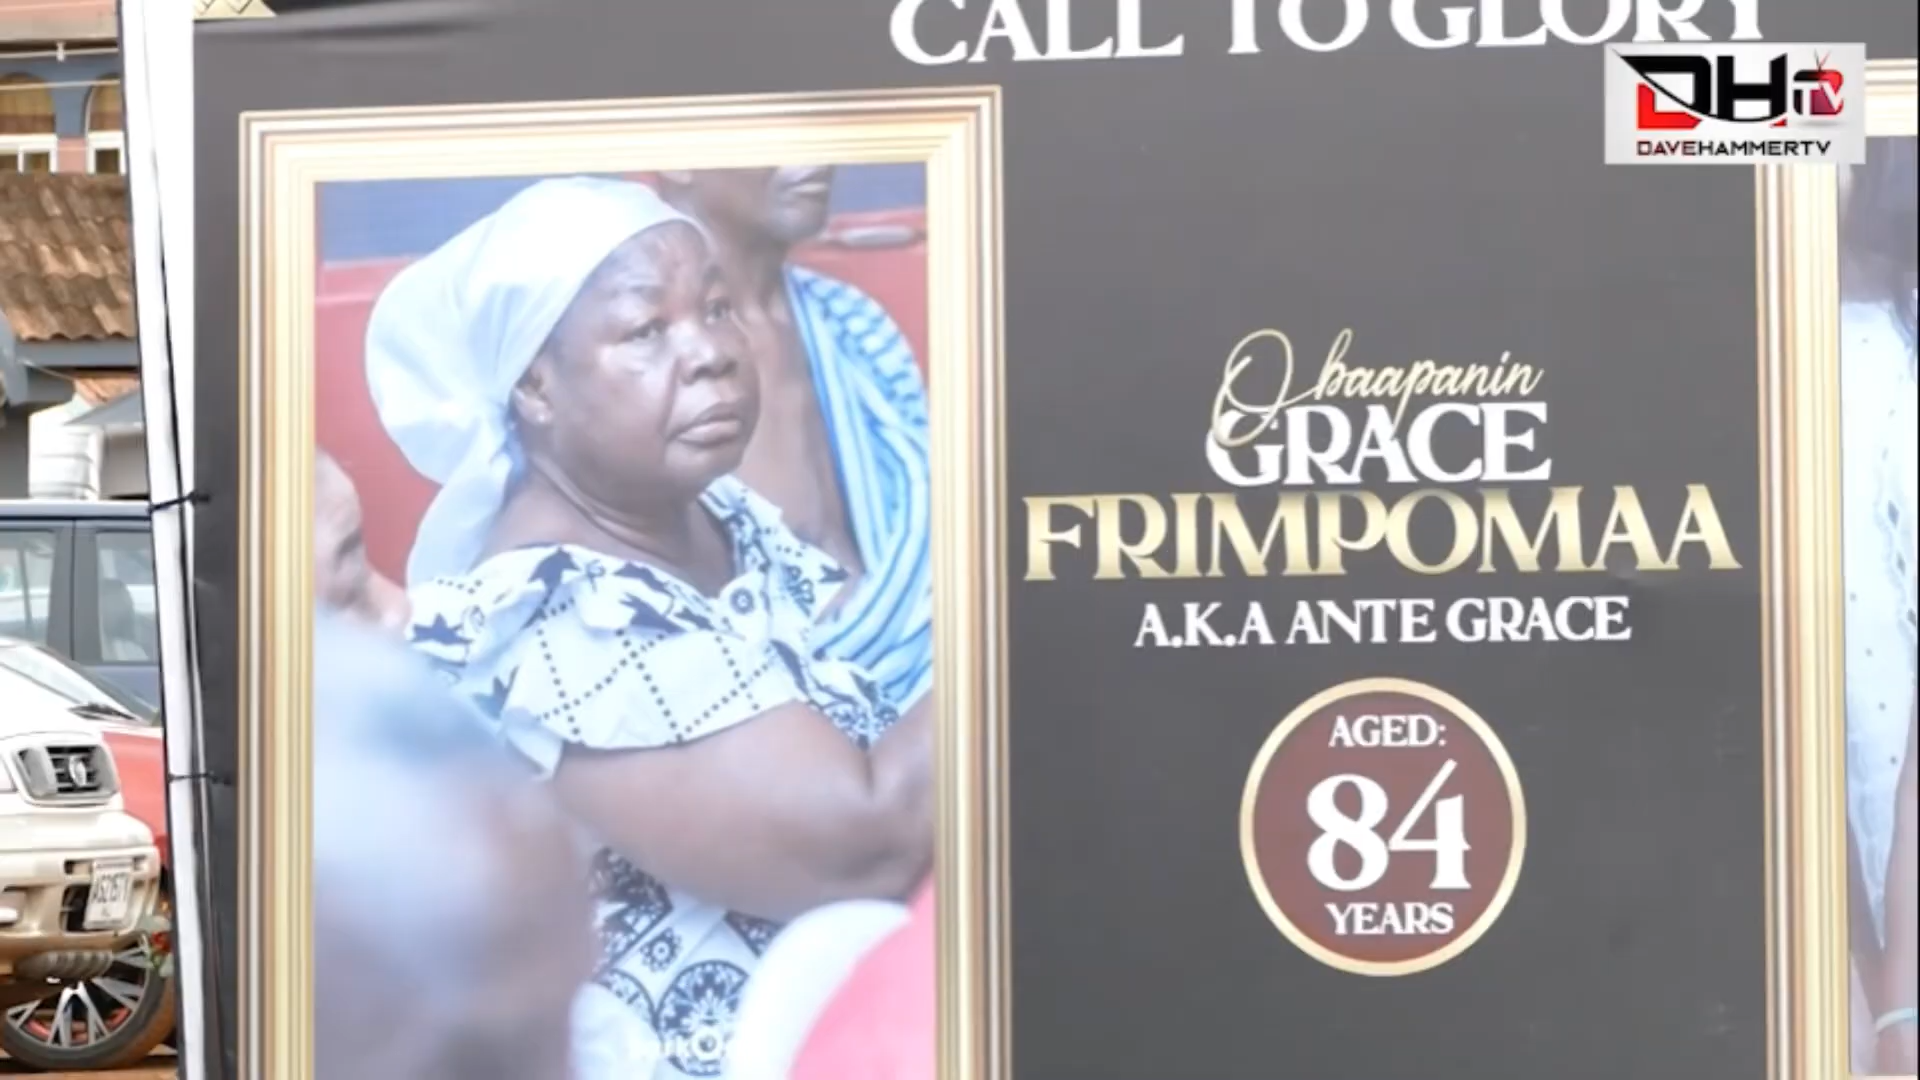 CALL TO GLORY
DH TV
DAVEHAMMERTV
Obaapanin
GRACE
FRIMPOMAA
A.K.A ANTE GRACE
AGED:
84
YEARS